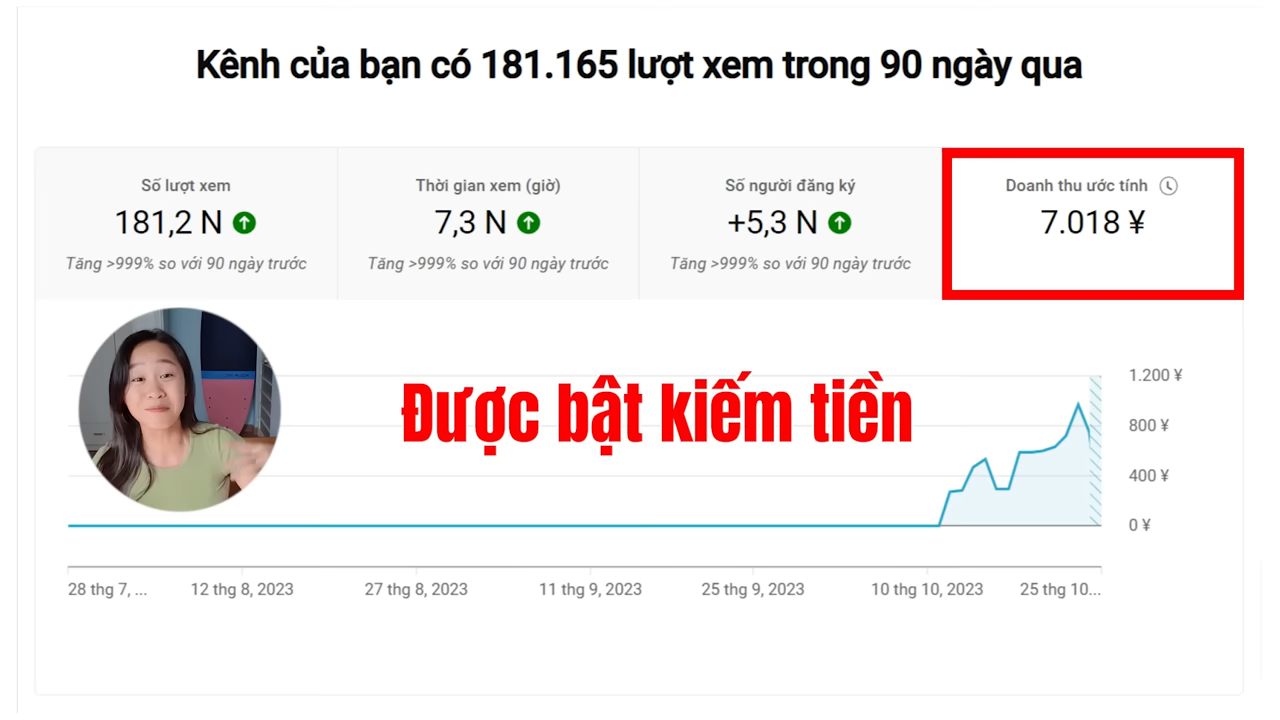 Kênh của bạn có 181.165 lượt xem trong 90 ngày qua
Số lượt xem
181,2 N
Tăng >999% so với 90 ngày trước
Thời gian xem (giờ)
7,3 N
Tăng >999% so với 90 ngày trước
Số người đăng ký
+5,3 N
Tăng >999% so với 90 ngày trước
Doanh thu ước tính
7.018 ¥
Được bật kiếm tiền
1.200 ¥
800 ¥
400 ¥
0 ¥
28 thg 7, ...
12 thg 8, 2023
27 thg 8, 2023
11 thg 9, 2023
25 thg 9, 2023
10 thg 10, 2023
25 thg 10...